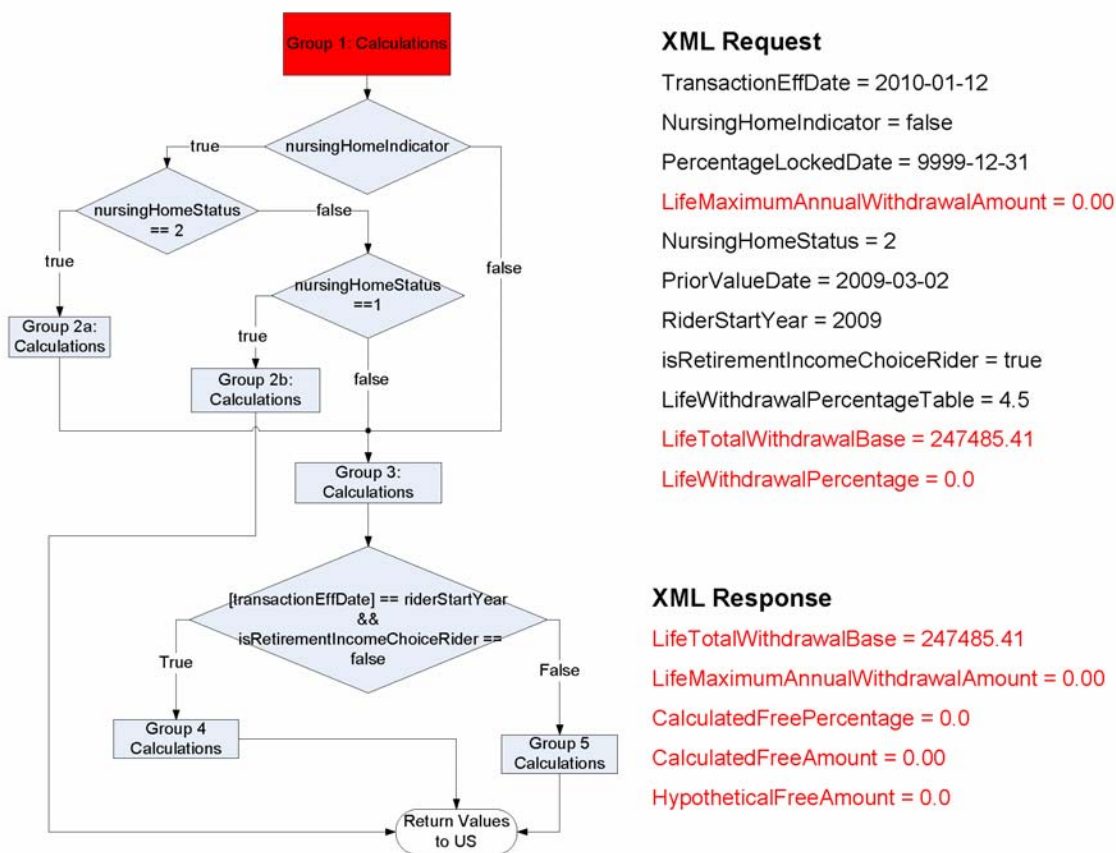 Group 1: Calculations
nursingHomeIndicator
true
false
nursingHomeStatus
== 2
true
false
nursingHomeStatus
==1
true
false
Group 2a:
Calculations
Group 2b:
Calculations
Group 3:
Calculations
[transactionEffDate] == riderStartYear
&&
isRetirementIncomeChoiceRider ==
false
True
False
Group 4
Calculations
Group 5
Calculations
Return Values
to US
XML Request
TransactionEffDate = 2010-01-12
NursingHomeIndicator = false
PercentageLockedDate = 9999-12-31
LifeMaximumAnnualWithdrawalAmount = 0.00
NursingHomeStatus = 2
PriorValueDate = 2009-03-02
RiderStartYear = 2009
isRetirementIncomeChoiceRider = true
LifeWithdrawalPercentageTable = 4.5
LifeTotalWithdrawalBase = 247485.41
LifeWithdrawalPercentage = 0.0
XML Response
LifeTotalWithdrawalBase = 247485.41
LifeMaximumAnnualWithdrawalAmount = 0.00
CalculatedFreePercentage = 0.0
CalculatedFreeAmount = 0.00
HypotheticalFreeAmount = 0.0